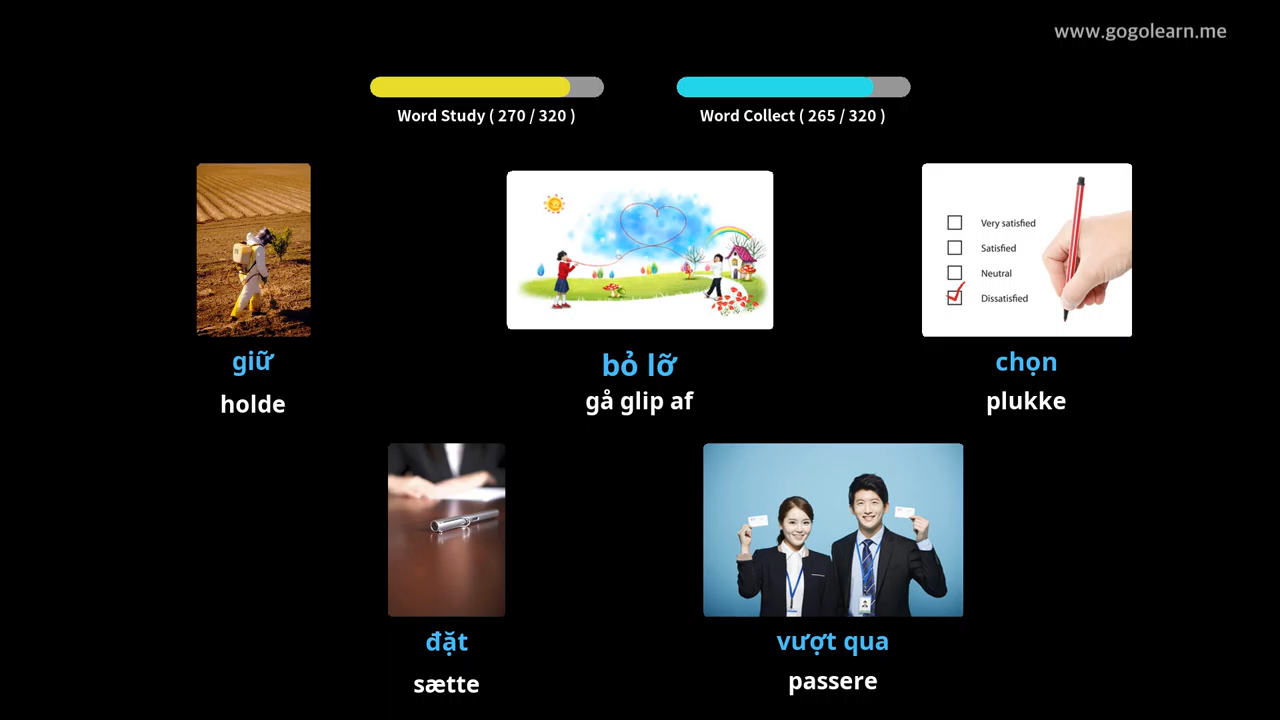 www.gogolearn.me
Word Study ( 270 / 320 )
Word Collect ( 265 / 320 )
Very satisfied
Satisfied
Neutral
Dissatisfied
giữ
bỏ lỡ
chọn
holde
gå glip af
plukke
đặt
vượt qua
sætte
passere